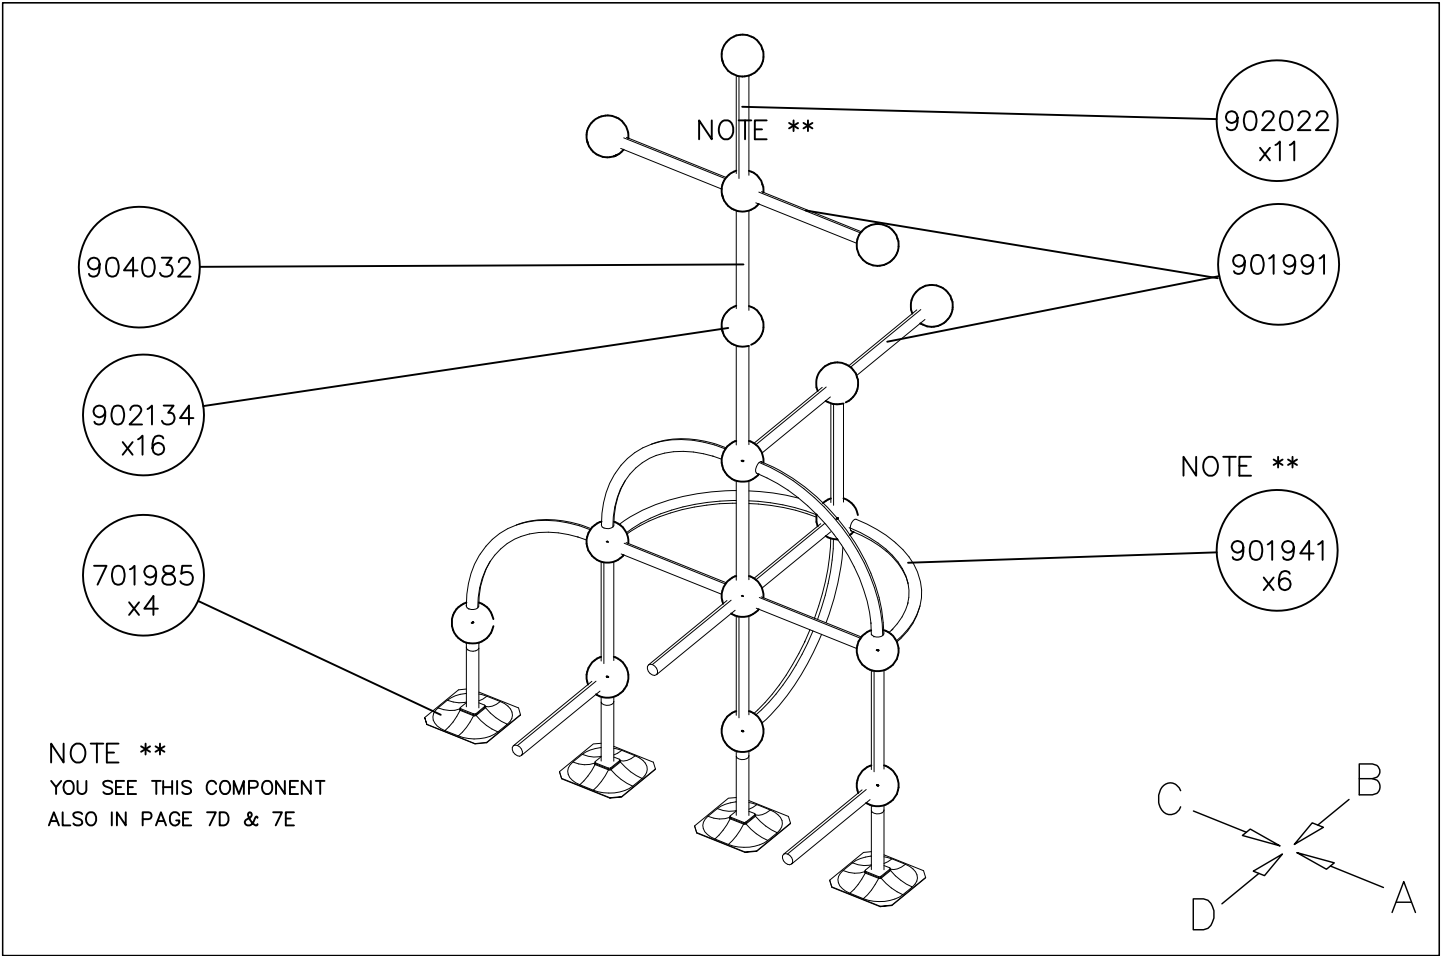 NOTE **
902022
x11
904032
901991
902134
x16
NOTE **
901941
x6
701985
x4
NOTE **
YOU SEE THIS COMPONENT
ALSO IN PAGE 7D & 7E
C
B
D
A